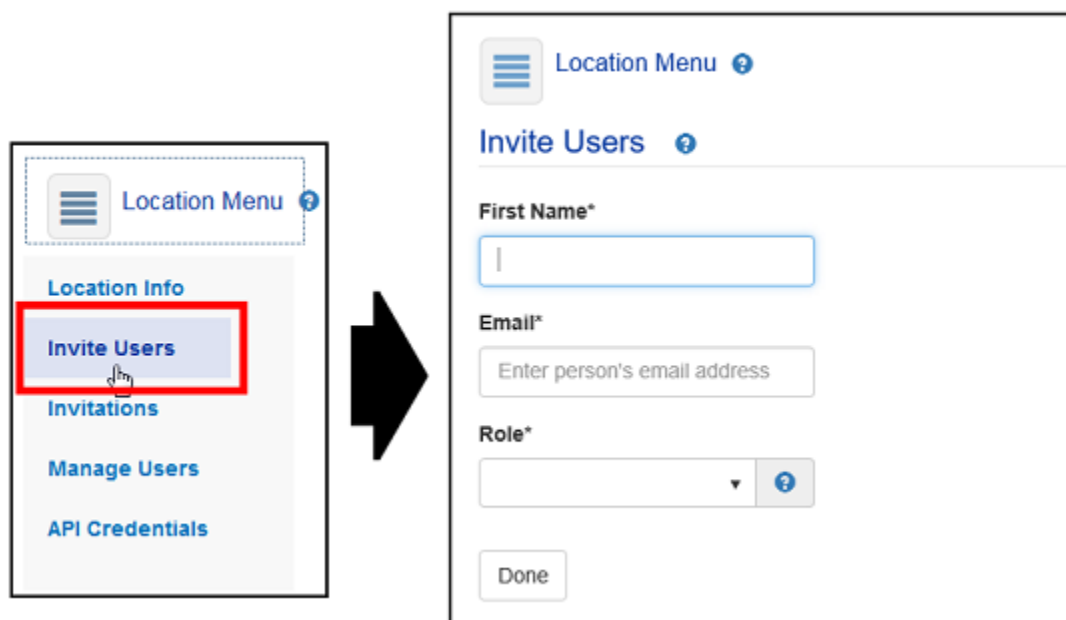 Location Menu ?
Location Info
Invite Users
Invitations
Manage Users
API Credentials
Location Menu ?
Invite Users ?
First Name*
Email*
Enter person's email address
Role*
?
Done